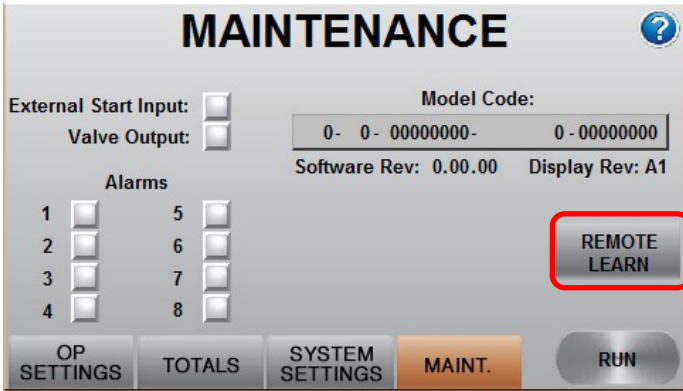 MAINTENANCE
?
External Start Input:
Valve Output:
Model Code:
0- 0- 00000000- 0 - 00000000
Software Rev: 0.00.00 Display Rev: A1
Alarms
1 5
2 6
3 7
4 8
REMOTE
LEARN
OP
SETTINGS
TOTALS
SYSTEM
SETTINGS
MAINT.
RUN